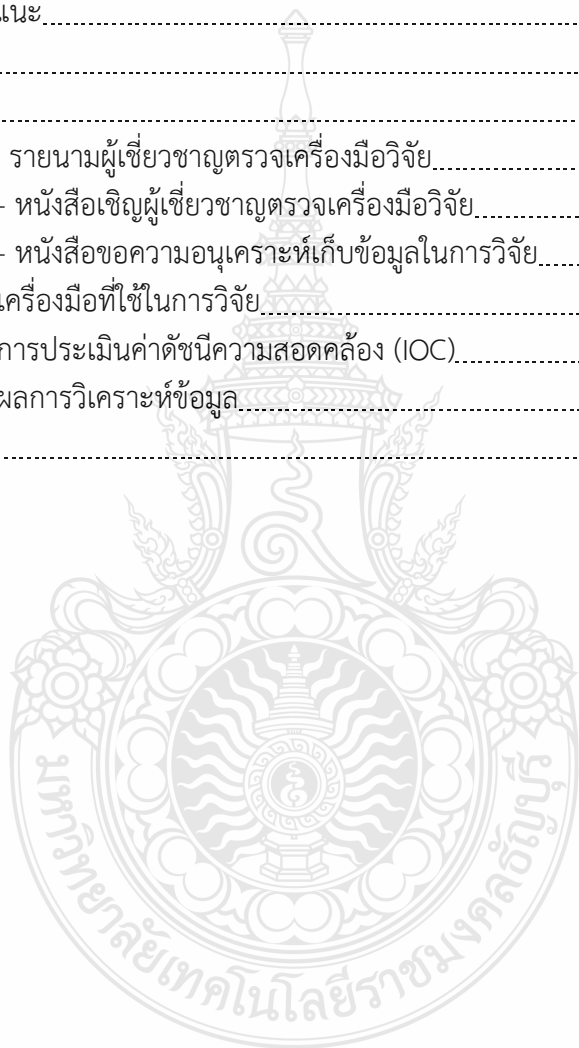 แนะ
รายนามผู้เชี่ยวชาญตรวจเครื่องมือวิจัย
- หนังสือเชิญผู้เชี่ยวชาญตรวจเครื่องมือวิจัย
- หนังสือขอความอนุเคราะห์เก็บข้อมูลในการวิจัย
เครื่องมือที่ใช้ในการวิจัย
การประเมินค่าดัชนีความสอดคล้อง (IOC)
ผลการวิเคราะห์ข้อมูล
มหาวิทยาลัยเทคโนโลยีราชมงคลธัญบุรี